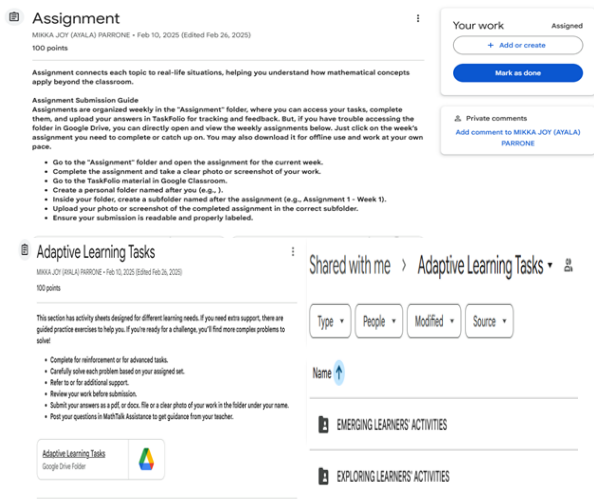 Assignment
MIKKA JOY (AYALA) PARRONE • Feb 10, 2025 (Edited Feb 26, 2025)
100 points
Assignment connects each topic to real-life situations, helping you understand how mathematical concepts
apply beyond the classroom.
Assignment Submission Guide
Assignments are organized weekly in the "Assignment" folder, where you can access your tasks, complete
them, and upload your answers in TaskFolio for tracking and feedback. But, if you have trouble accessing the
folder in Google Drive, you can directly open and view the weekly assignments below. Just click on the week's
assignment you need to complete or catch up on. You may also download it for offline use and work at your own
pace.
• Go to the "Assignment" folder and open the assignment for the current week.
• Complete the assignment and take a clear photo or screenshot of your work.
• Go to the TaskFolio material in Google Classroom.
• Create a personal folder named after you (e.g., ).
• Inside your folder, create a subfolder named after the assignment (e.g., Assignment 1 - Week 1).
• Upload your photo or screenshot of the completed assignment in the correct subfolder.
• Ensure your submission is readable and properly labeled.
Your work Assigned
+ Add or create
Mark as done
Private comments
Add comment to MIKKA JOY (AYALA)
PARRONE
Adaptive Learning Tasks
MIKKA JOY (AYALA) PARRONE • Feb 10, 2025 (Edited Feb 26, 2025)
100 points
This section has activity sheets designed for different learning needs. If you need extra support, there are
guided practice exercises to help you. If you're ready for a challenge, you'll find more complex problems to
solve!
• Complete for reinforcement or for advanced tasks.
• Carefully solve each problem based on your assigned set.
• Refer to or for additional support.
• Review your work before submission.
• Submit your answers as a pdf, or docx. file or a clear photo of your work in the folder under your name.
• Post your questions in MathTalk Assistance to get guidance from your teacher.
Adaptive Learning Tasks
Google Drive Folder
Shared with me > Adaptive Learning Tasks
Type People Modified Source
Name
EMERGING LEARNERS' ACTIVITIES
EXPLORING LEARNERS' ACTIVITIES